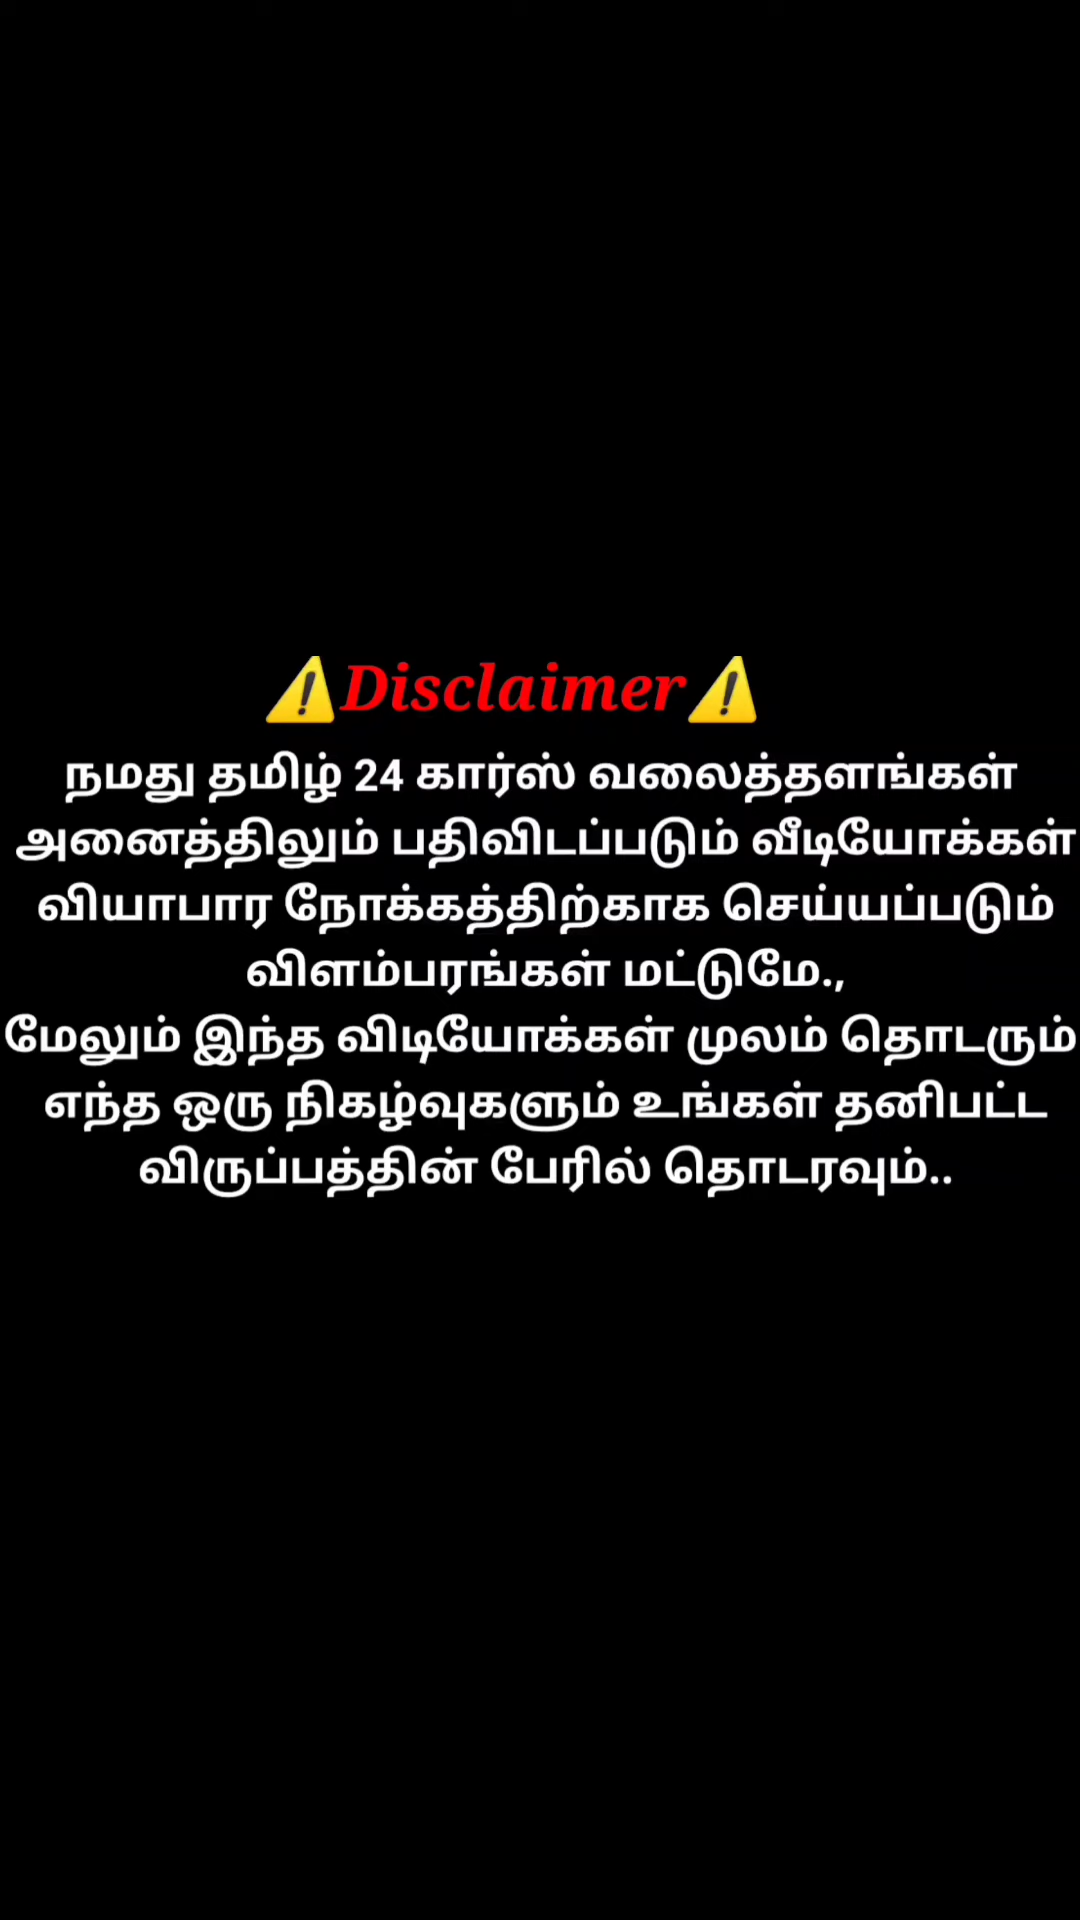 ⚠️Disclaimer⚠️
நமது தமிழ் 24 கார்ஸ் வலைத்தளங்கள்
அனைத்திலும் பதிவிடப்படும் வீடியோக்கள்
வியாபார நோக்கத்திற்காக செய்யப்படும்
விளம்பரங்கள் மட்டுமே.,
மேலும் இந்த விடியோக்கள் முலம் தொடரும்
எந்த ஒரு நிகழ்வுகளும் உங்கள் தனிபட்ட
விருப்பத்தின் பேரில் தொடரவும்..